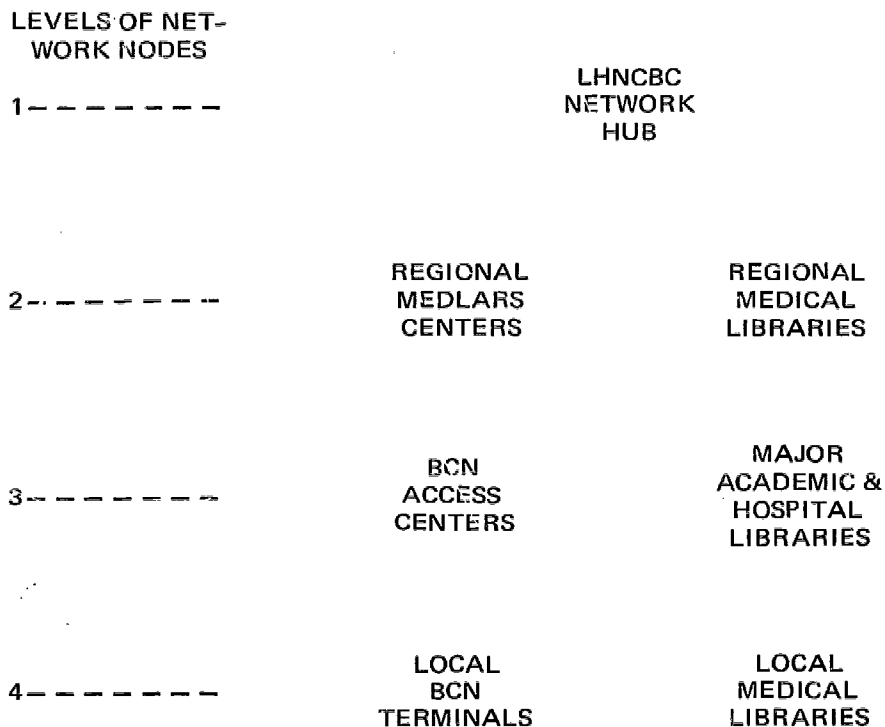 LEVELS OF NET-
WORK NODES
1 - - - - - - -
LHNCBC
NETWORK
HUB
2 - - - - - - -
REGIONAL
MEDLARS
CENTERS
REGIONAL
MEDICAL
LIBRARIES
3 - - - - - - -
BCN
ACCESS
CENTERS
MAJOR
ACADEMIC &
HOSPITAL
LIBRARIES
4 - - - - - - -
LOCAL
BCN
TERMINALS
LOCAL
MEDICAL
LIBRARIES